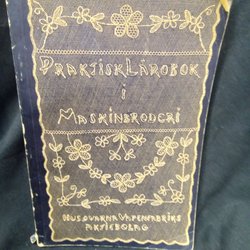 PRAKTISK LÄROBOK
i
MASKINBRODERI
HUSQVARNA VAPENFABRIKS
AKTIEBOLAG